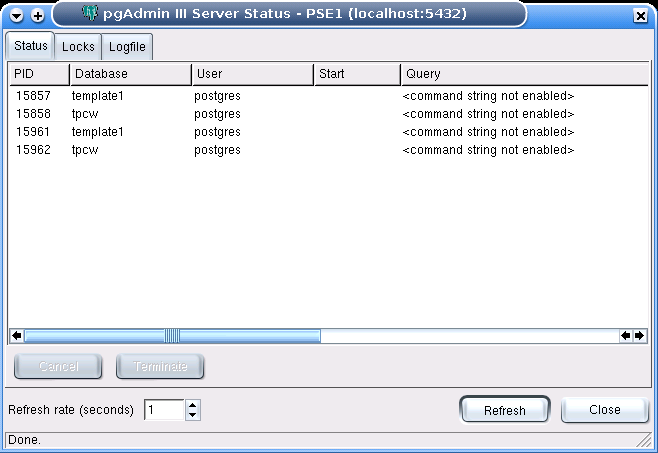 pgAdmin III Server Status - PSE1 (localhost:5432)
Status Locks Logfile
PID Database User Start Query
15857 template1 postgres <command string not enabled>
15858 tpcw postgres <command string not enabled>
15961 template1 postgres <command string not enabled>
15962 tpcw postgres <command string not enabled>
Cancel Terminate
Refresh rate (seconds) 1 Refresh Close
Done.